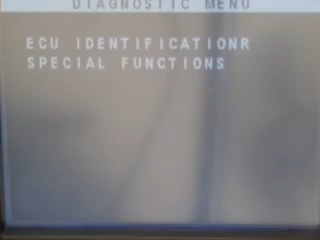 DIAGNOSTIC MENU
ECU IDENTIFICATIONR
SPECIAL FUNCTIONS